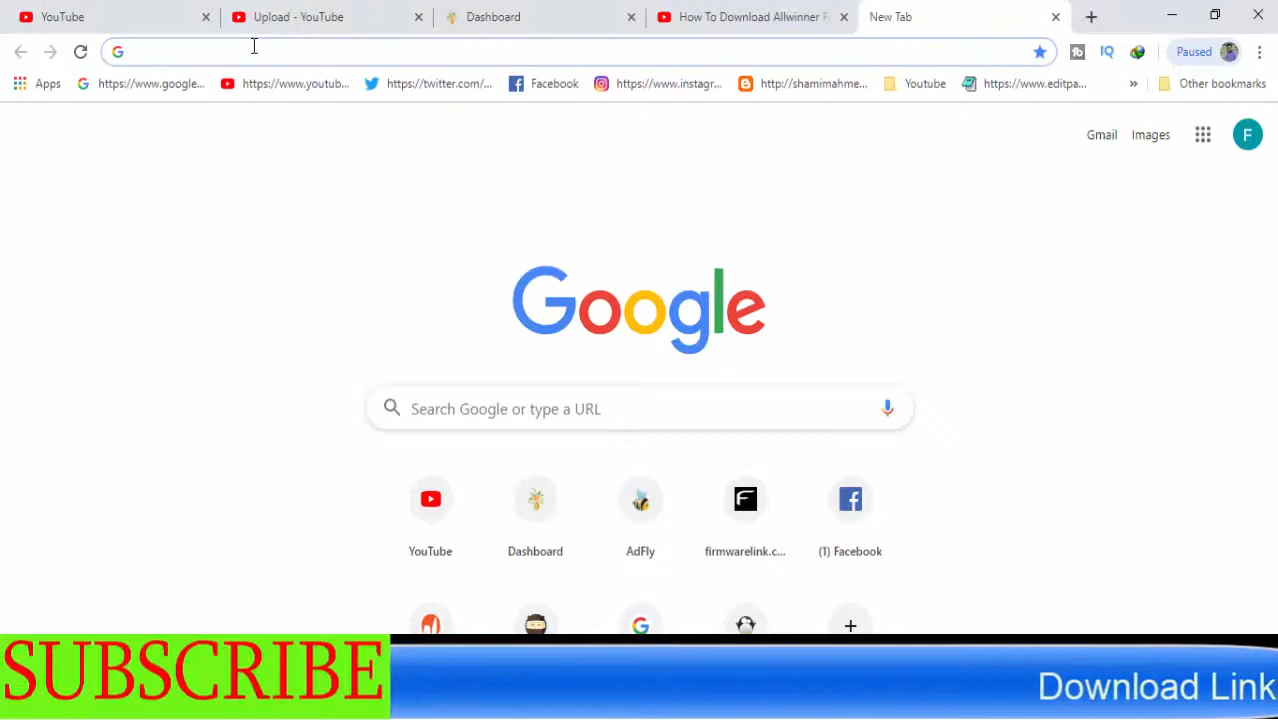 YouTube
Upload - YouTube
Dashboard
How To Download Allwinner F
New Tab
Paused
Apps
https://www.google...
https://www.youtub...
https://twitter.com/...
Facebook
https://www.instagr...
http://shamimahme...
Youtube
https://www.editpa...
»
Other bookmarks
Gmail
Images
F
Google
Search Google or type a URL
YouTube
Dashboard
AdFly
firmwarelink.c...
(1) Facebook
SUBSCRIBE
Download Link